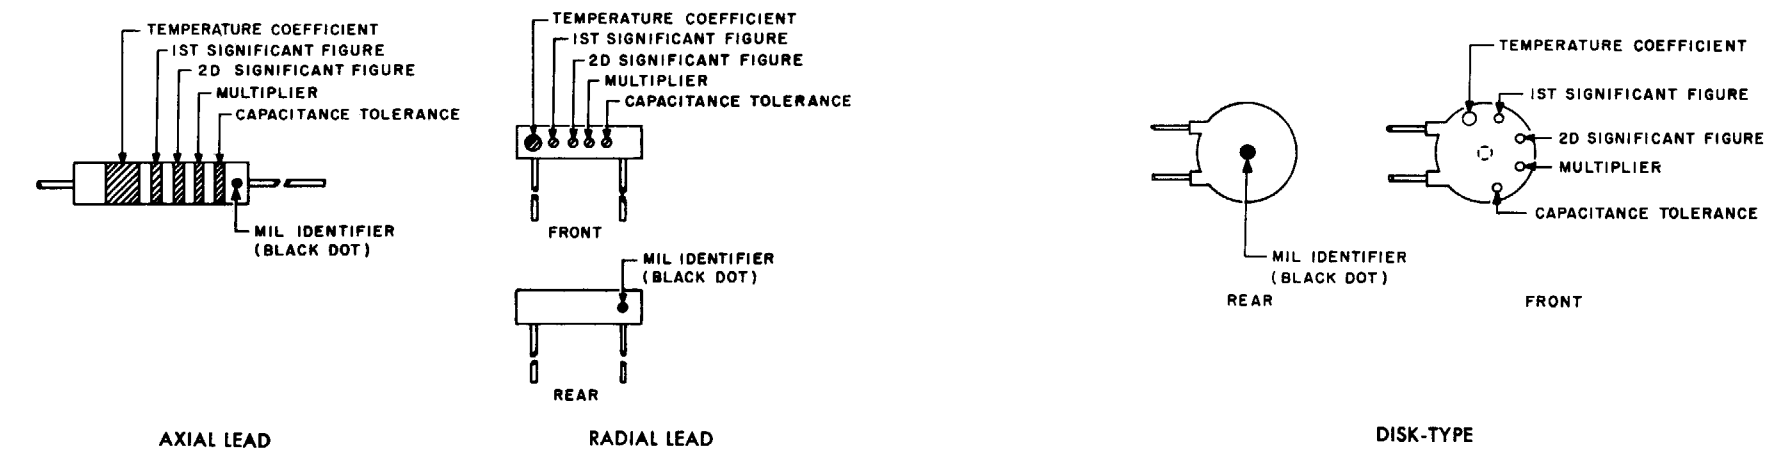 TEMPERATURE COEFFICIENT
1ST SIGNIFICANT FIGURE
2D SIGNIFICANT FIGURE
MULTIPLIER
CAPACITANCE TOLERANCE
MIL IDENTIFIER
(BLACK DOT)
AXIAL LEAD
TEMPERATURE COEFFICIENT
1ST SIGNIFICANT FIGURE
2D SIGNIFICANT FIGURE
MULTIPLIER
CAPACITANCE TOLERANCE
FRONT
MIL IDENTIFIER
(BLACK DOT)
REAR
RADIAL LEAD
MIL IDENTIFIER
(BLACK DOT)
REAR
TEMPERATURE COEFFICIENT
1ST SIGNIFICANT FIGURE
2D SIGNIFICANT FIGURE
MULTIPLIER
CAPACITANCE TOLERANCE
FRONT
DISK-TYPE